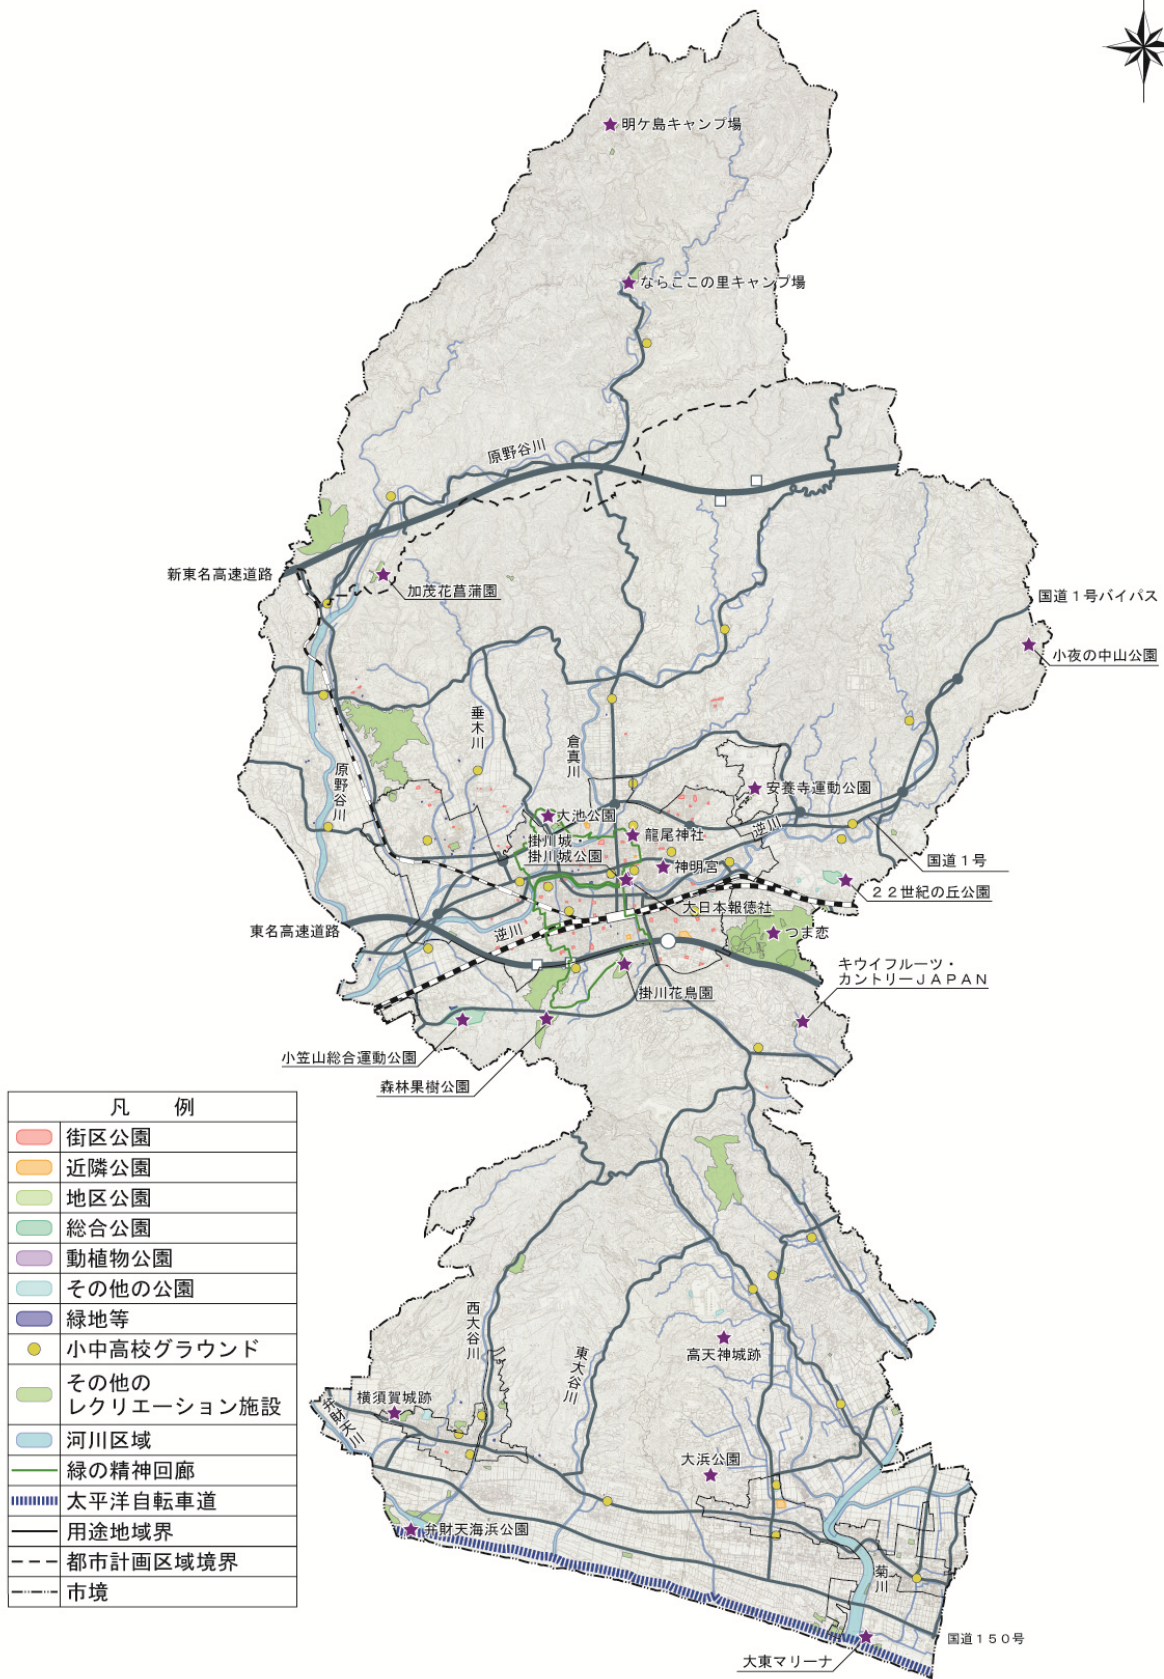 明ケ島キャンプ場
ならここの里キャンプ場
原野谷川
新東名高速道路
加茂花菖蒲園
国道１号バイパス
小夜の中山公園
垂木川
倉真川
原野谷川
安養寺運動公園
大池公園
逆川
龍尾神社
掛川城
掛川城公園
国道１号
神明宮
２２世紀の丘公園
大日本報徳社
東名高速道路
逆川
つま恋
キウイフルーツ・
カントリーＪＡＰＡＮ
掛川花鳥園
小笠山総合運動公園
森林果樹公園
凡　例
街区公園
近隣公園
地区公園
総合公園
動植物公園
その他の公園
緑地等
小中高校グラウンド
その他の
レクリエーション施設
河川区域
緑の精神回廊
太平洋自転車道
用途地域界
都市計画区域境界
市境
西大谷川
東大谷川
高天神城跡
横須賀城跡
弁財天川
大浜公園
弁財天海浜公園
菊川
国道１５０号
大東マリーナ